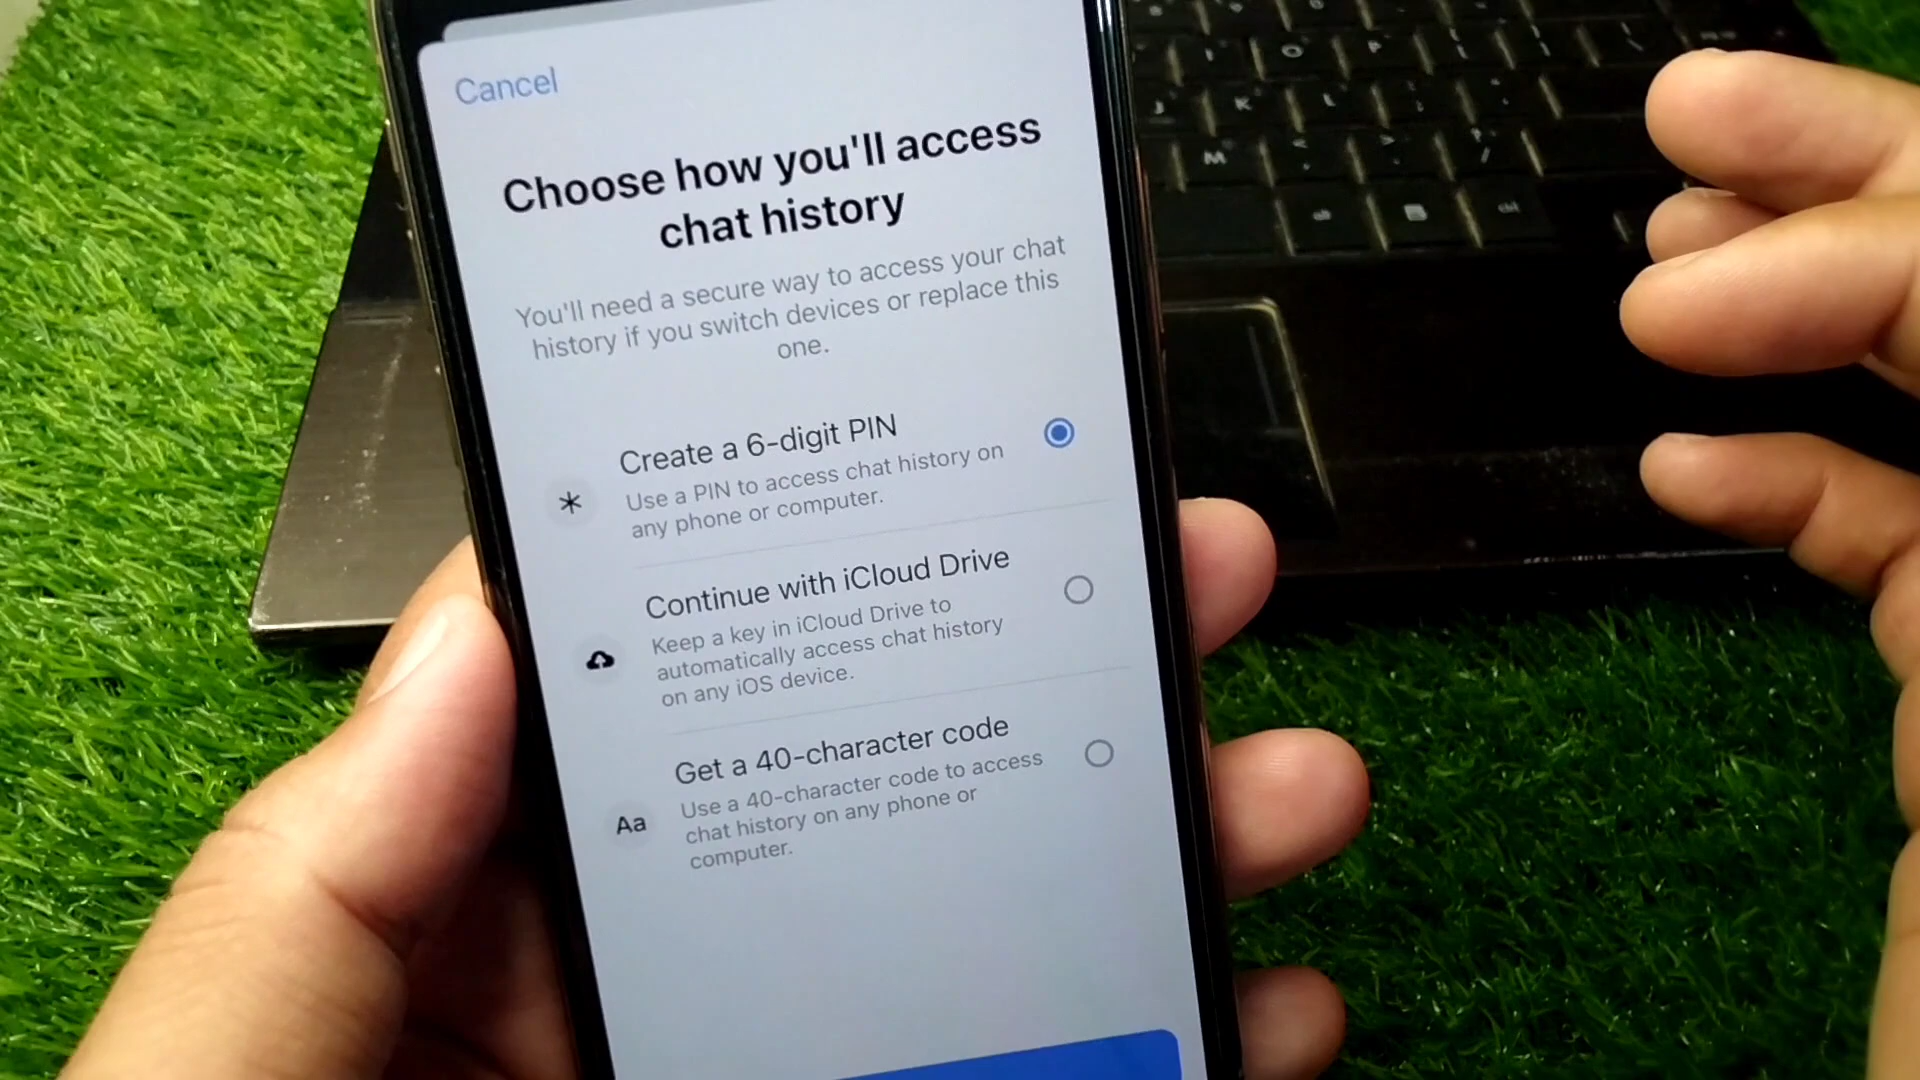 Cancel
Choose how you'll access
chat history
You'll need a secure way to access your chat
history if you switch devices or replace this
one.
Create a 6-digit PIN
Use a PIN to access chat history on
any phone or computer.
Continue with iCloud Drive
Keep a key in iCloud Drive to
automatically access chat history
on any iOS device.
Get a 40-character code
Aa
Use a 40-character code to access
chat history on any phone or
computer.
O
P
K
L
M
alt
ctrl